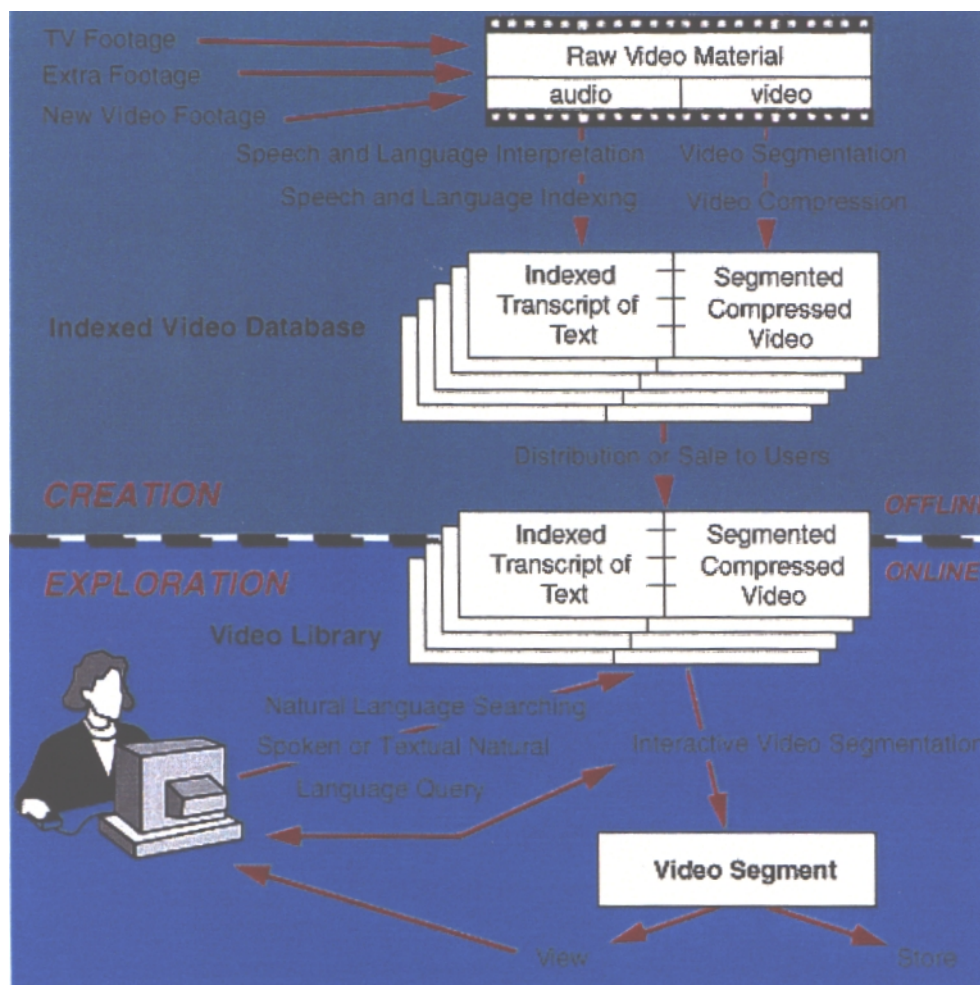 TV Footage
Extra Footage
New Video Footage
Raw Video Material
audio
video
Speech and Language Interpretation
Video Segmentation
Speech and Language Indexing
Video Compression
Indexed Video Database
Indexed
Transcript of
Text
Segmented
Compressed
Video
Distribution or Sale to Users
CREATION
OFFLINE
EXPLORATION
ONLINE
Indexed
Transcript of
Text
Segmented
Compressed
Video
Video Library
Natural Language Searching
Spoken or Textual Natural
Language Query
Interactive Video Segmentation
Video Segment
View
Store